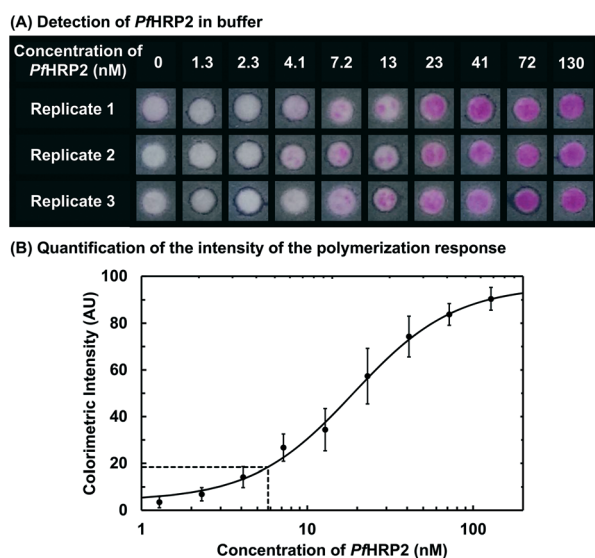 (A) Detection of PfHRP2 in buffer
Concentration of PfHRP2 (nM) 0 1.3 2.3 4.1 7.2 13 23 41 72 130
Replicate 1
Replicate 2
Replicate 3
(B) Quantification of the intensity of the polymerization response
Colorimetric Intensity (AU)
100
80
60
40
20
0
1 10 100
Concentration of PfHRP2 (nM)